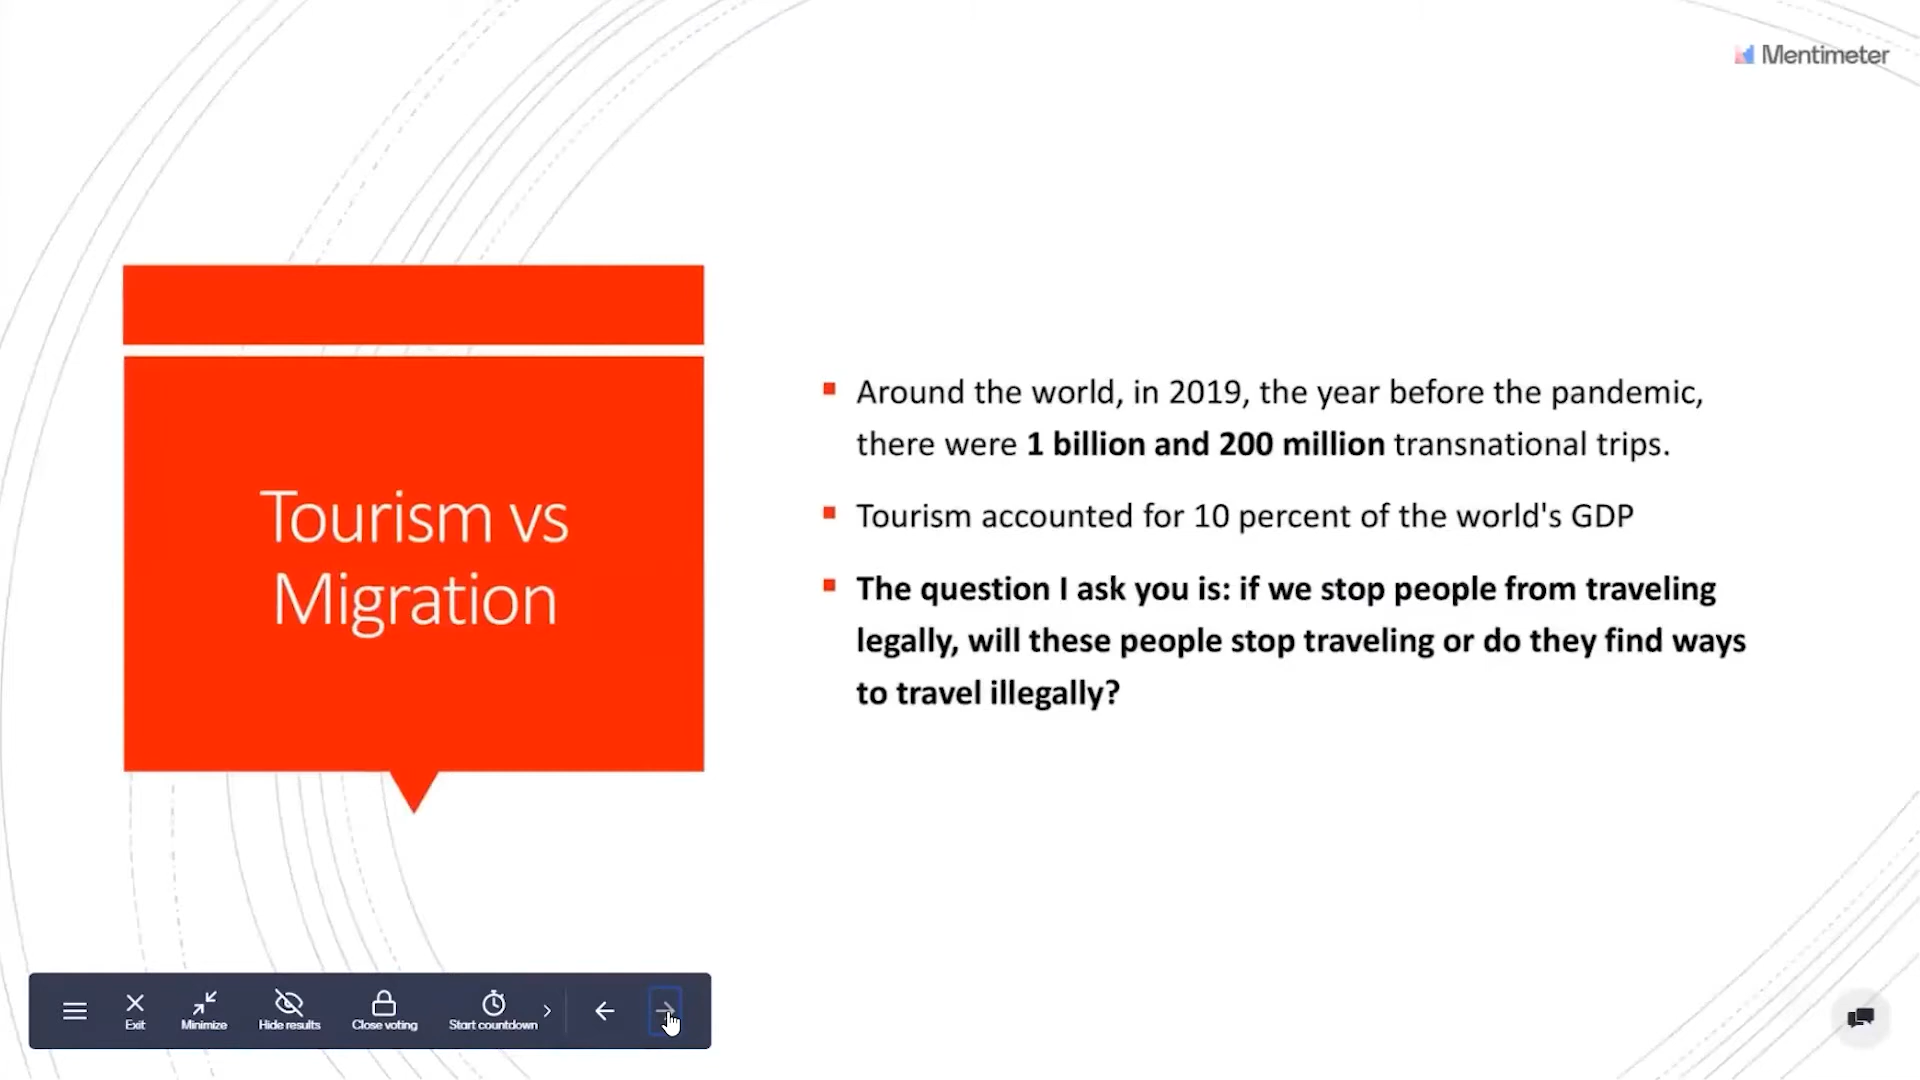 Mentimeter
Tourism vs
Migration
Around the world, in 2019, the year before the pandemic,
there were 1 billion and 200 million transnational trips.
Tourism accounted for 10 percent of the world's GDP
The question I ask you is: if we stop people from traveling
legally, will these people stop traveling or do they find ways
to travel illegally?
Exit
Minimize
Hide results
Close voting
Start countdown